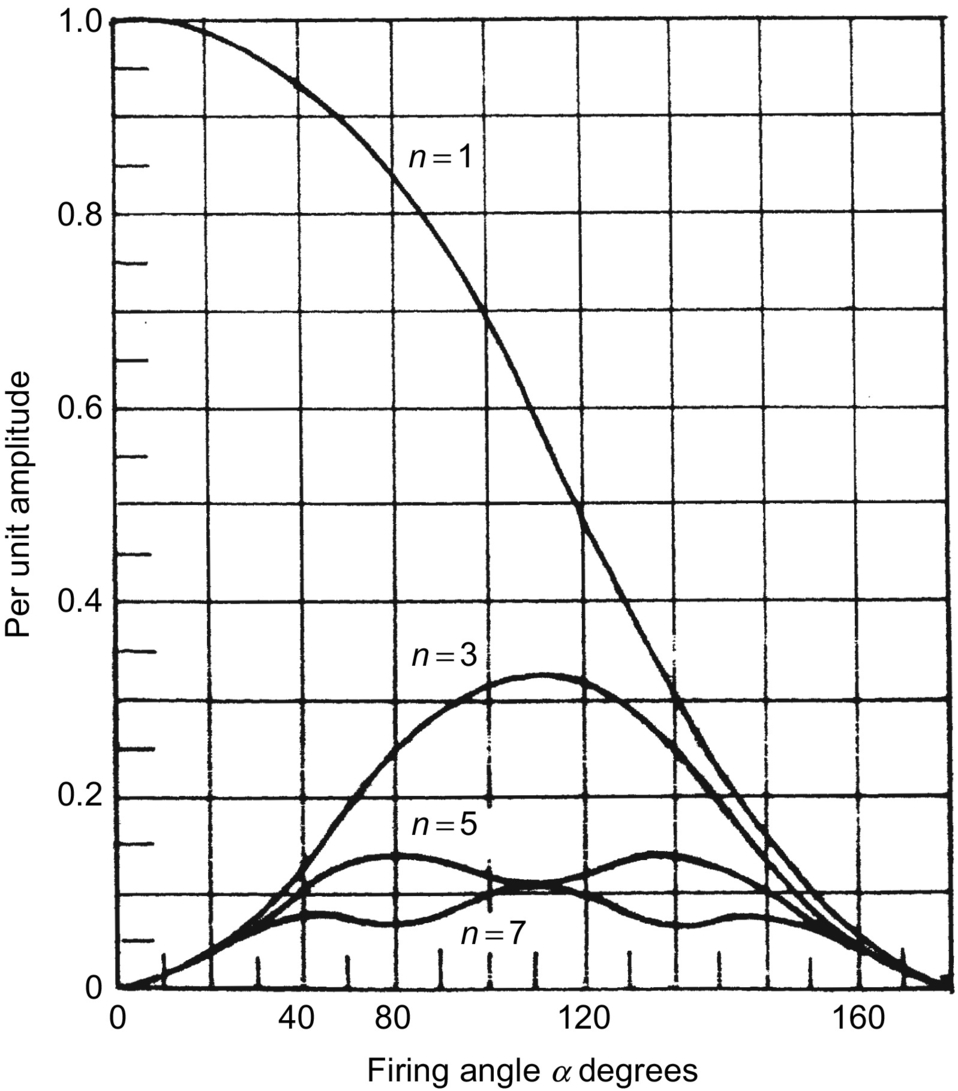 1.0
n=1
0.8
Per unit amplitude
0.6
0.4
n=3
0.2
n=5
n=7
0
0 40 80 120 160
Firing angle α degrees